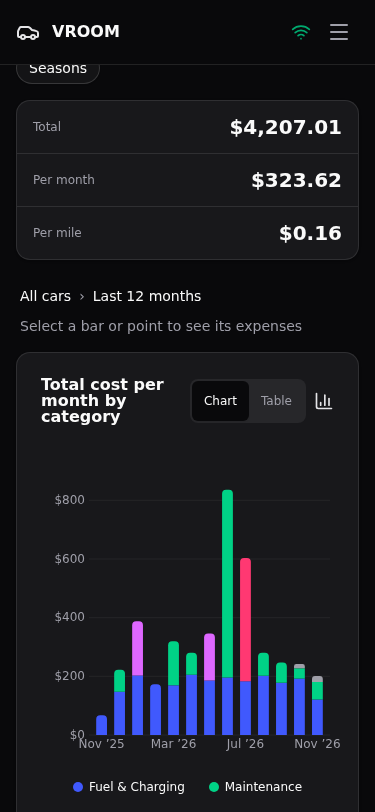 VROOM
Seasons
Total $4,207.01
Per month $323.62
Per mile $0.16
All cars › Last 12 months
Select a bar or point to see its expenses
Total cost per
month by
category
Chart Table
$800
$600
$400
$200
$0
Nov ’25 Mar ’26 Jul ’26 Nov ’26
Fuel & Charging Maintenance